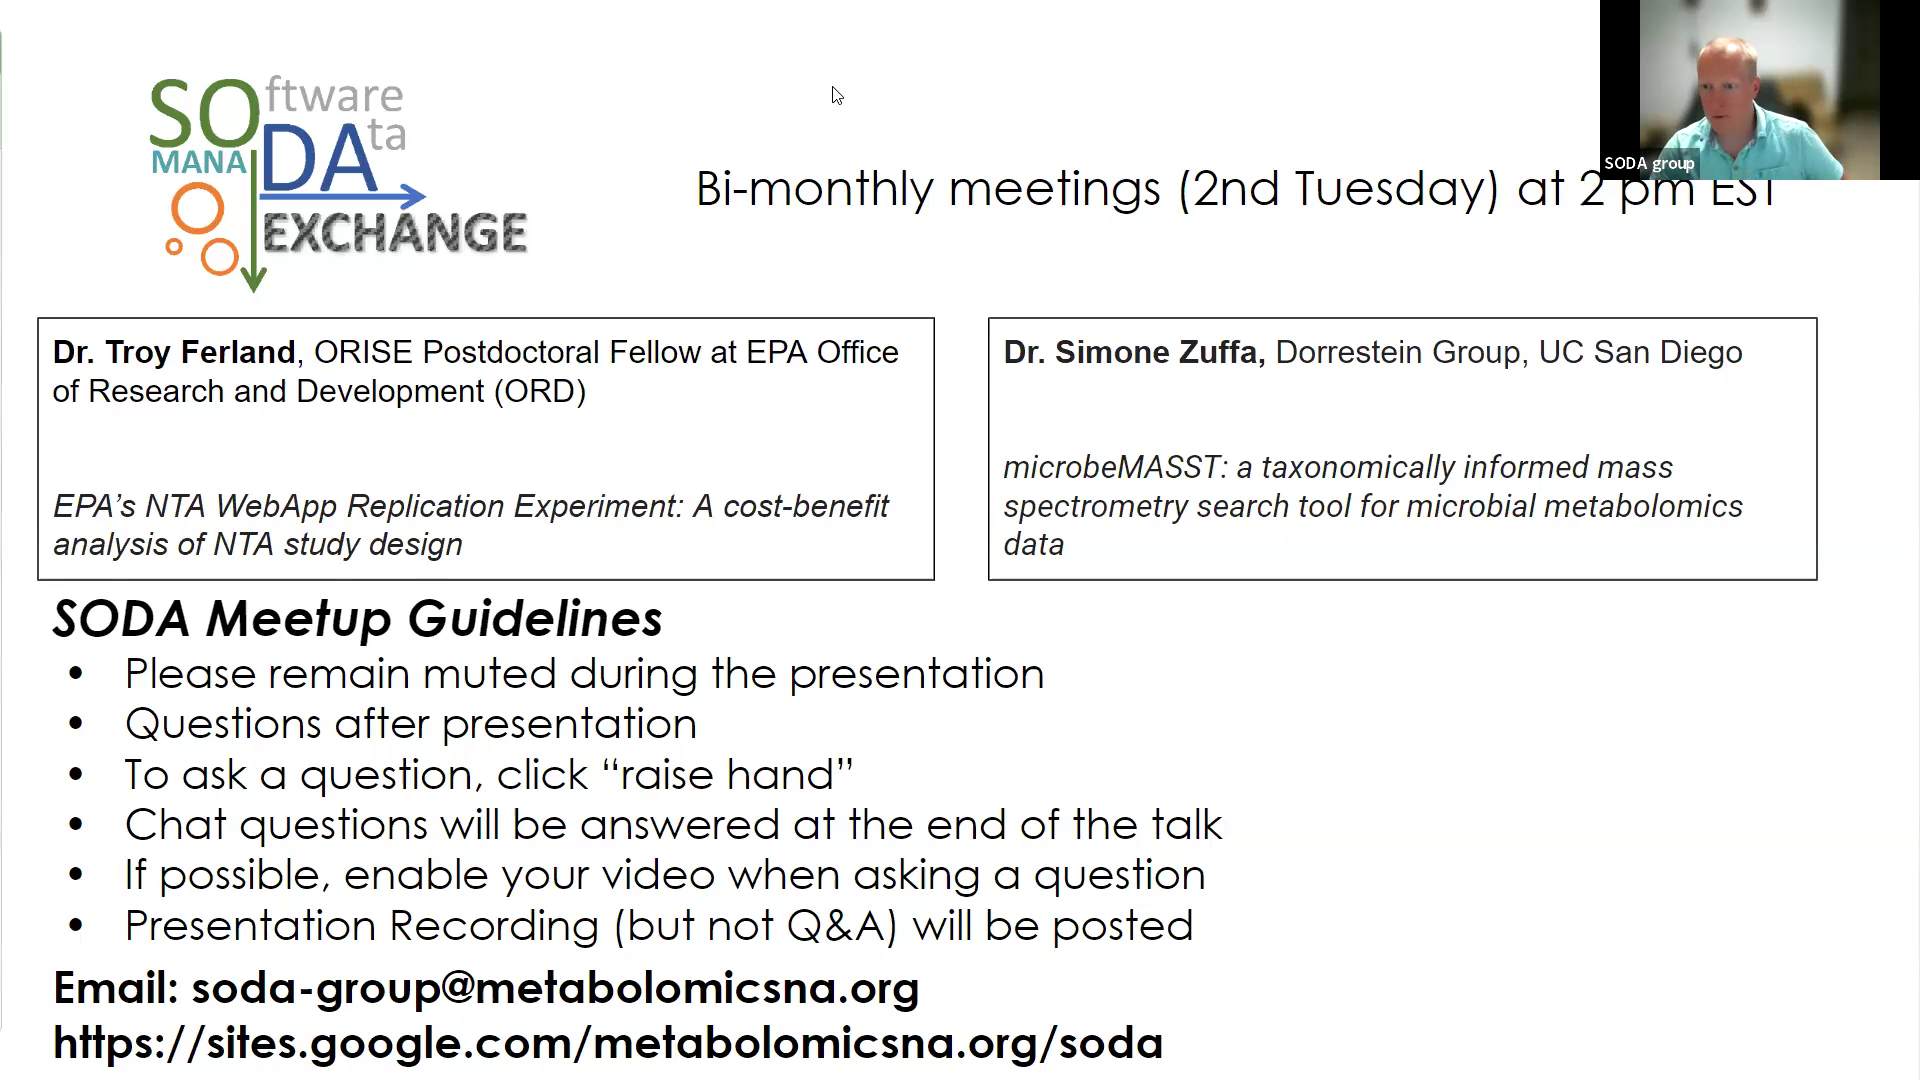 SOftware
DAta
MANA
EXCHANGE
Bi-monthly meetings (2nd Tuesday) at 2 pm EST
SODA group
Dr. Troy Ferland, ORISE Postdoctoral Fellow at EPA Office
of Research and Development (ORD)
EPA’s NTA WebApp Replication Experiment: A cost-benefit
analysis of NTA study design
Dr. Simone Zuffa, Dorrestein Group, UC San Diego
microbeMASST: a taxonomically informed mass
spectrometry search tool for microbial metabolomics
data
SODA Meetup Guidelines
• Please remain muted during the presentation
• Questions after presentation
• To ask a question, click “raise hand”
• Chat questions will be answered at the end of the talk
• If possible, enable your video when asking a question
• Presentation Recording (but not Q&A) will be posted
Email: soda-group@metabolomicsna.org
https://sites.google.com/metabolomicsna.org/soda